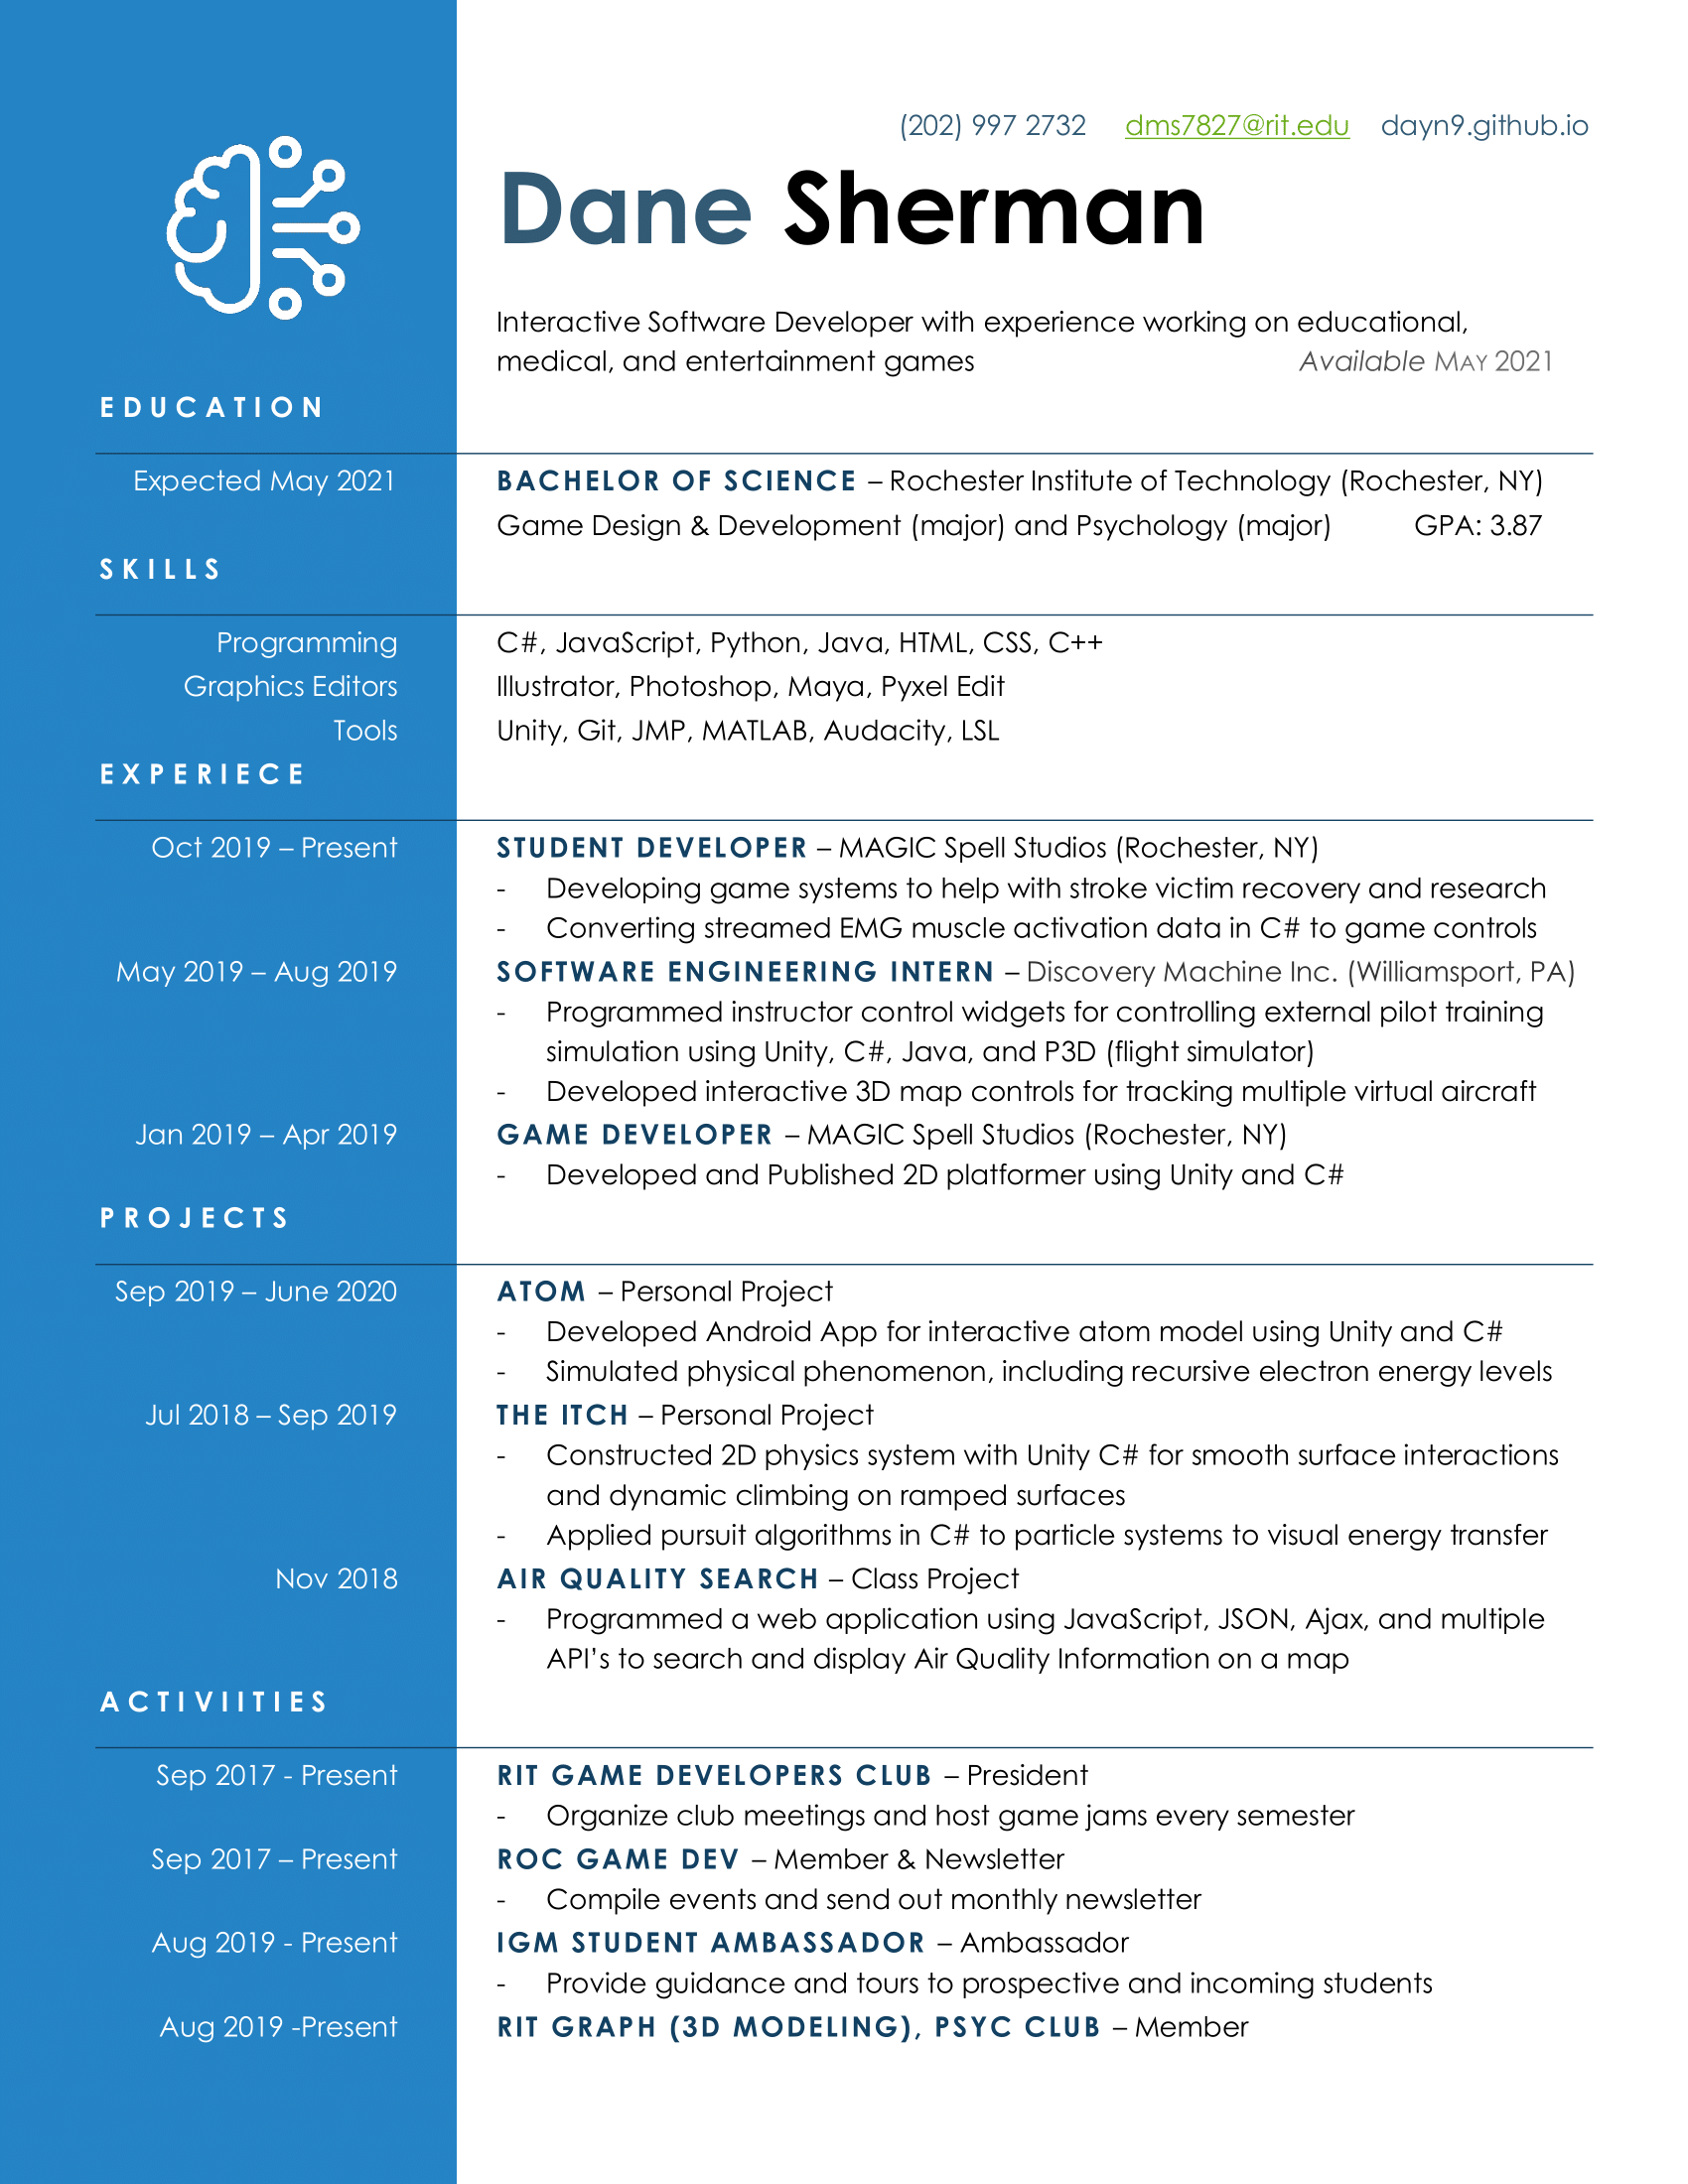 (202) 997 2732 dms7827@rit.edu dayn9.github.io
Dane Sherman
Interactive Software Developer with experience working on educational,
medical, and entertainment games Available May 2021
EDUCATION
Expected May 2021 BACHELOR OF SCIENCE – Rochester Institute of Technology (Rochester, NY)
Game Design & Development (major) and Psychology (major) GPA: 3.87
SKILLS
Programming C#, JavaScript, Python, Java, HTML, CSS, C++
Graphics Editors Illustrator, Photoshop, Maya, Pyxel Edit
Tools Unity, Git, JMP, MATLAB, Audacity, LSL
EXPERIECE
Oct 2019 – Present STUDENT DEVELOPER – MAGIC Spell Studios (Rochester, NY)
- Developing game systems to help with stroke victim recovery and research
- Converting streamed EMG muscle activation data in C# to game controls
May 2019 – Aug 2019 SOFTWARE ENGINEERING INTERN – Discovery Machine Inc. (Williamsport, PA)
- Programmed instructor control widgets for controlling external pilot training
simulation using Unity, C#, Java, and P3D (flight simulator)
- Developed interactive 3D map controls for tracking multiple virtual aircraft
Jan 2019 – Apr 2019 GAME DEVELOPER – MAGIC Spell Studios (Rochester, NY)
- Developed and Published 2D platformer using Unity and C#
PROJECTS
Sep 2019 – June 2020 ATOM – Personal Project
- Developed Android App for interactive atom model using Unity and C#
- Simulated physical phenomenon, including recursive electron energy levels
Jul 2018 – Sep 2019 THE ITCH – Personal Project
- Constructed 2D physics system with Unity C# for smooth surface interactions
and dynamic climbing on ramped surfaces
- Applied pursuit algorithms in C# to particle systems to visual energy transfer
Nov 2018 AIR QUALITY SEARCH – Class Project
- Programmed a web application using JavaScript, JSON, Ajax, and multiple
API’s to search and display Air Quality Information on a map
ACTIVIITIES
Sep 2017 - Present RIT GAME DEVELOPERS CLUB – President
- Organize club meetings and host game jams every semester
Sep 2017 – Present ROC GAME DEV – Member & Newsletter
- Compile events and send out monthly newsletter
Aug 2019 - Present IGM STUDENT AMBASSADOR – Ambassador
- Provide guidance and tours to prospective and incoming students
Aug 2019 -Present RIT GRAPH (3D MODELING), PSYC CLUB – Member